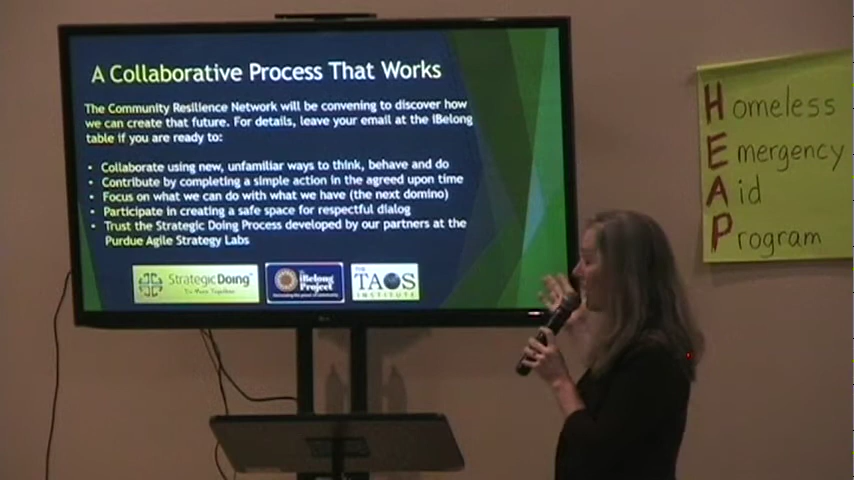 A Collaborative Process That Works
The Community Resilience Network will be convening to discover how
we can create that future. For details, leave your email at the iBelong
table if you are ready to:
• Collaborate using new, unfamiliar ways to think, behave and do
• Contribute by completing a simple action in the agreed upon time
• Focus on what we can do with what we have (the next domino)
• Participate in creating a safe space for respectful dialog
• Trust the Strategic Doing Process developed by our partners at the
Purdue Agile Strategy Labs
StrategicDoing™
iBelong
Project
THE
TAOS
INSTITUTE
Homeless
Emergency
Aid
Program